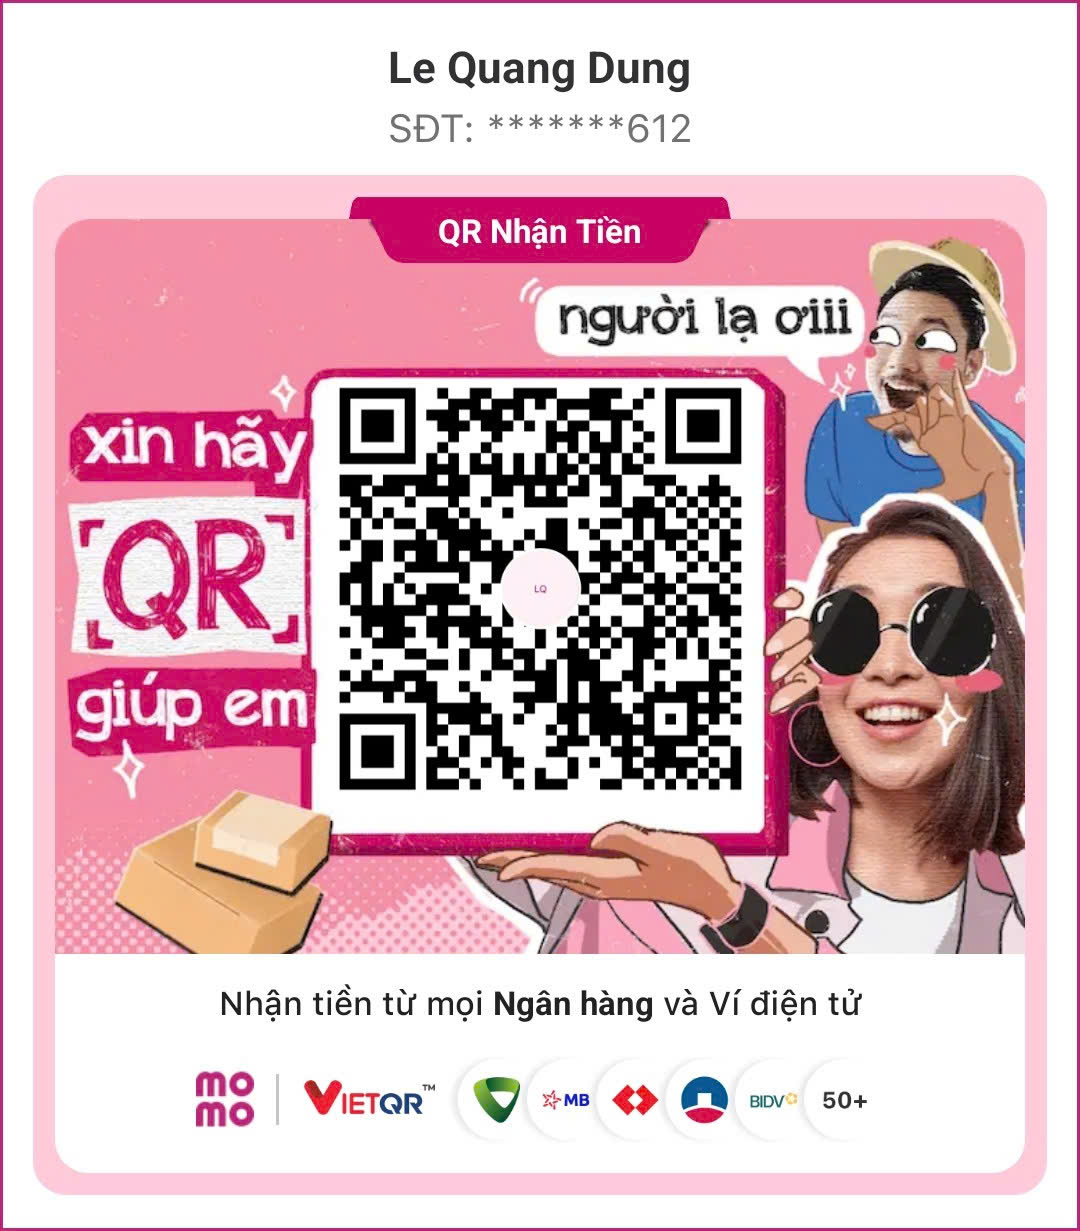 Le Quang Dung
SĐT: *******612
QR Nhận Tiền
người lạ ơiii
xin hãy
QR
giúp em
LQ
Nhận tiền từ mọi Ngân hàng và Ví điện tử
mo
mo
VIETQR™
MB
BIDV
50+